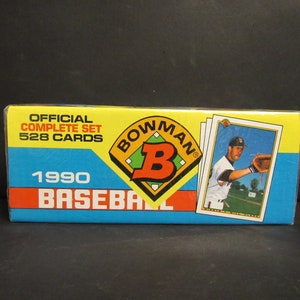 OFFICIAL
COMPLETE SET
528 CARDS
BOWMAN
B
1990
BASEBALL